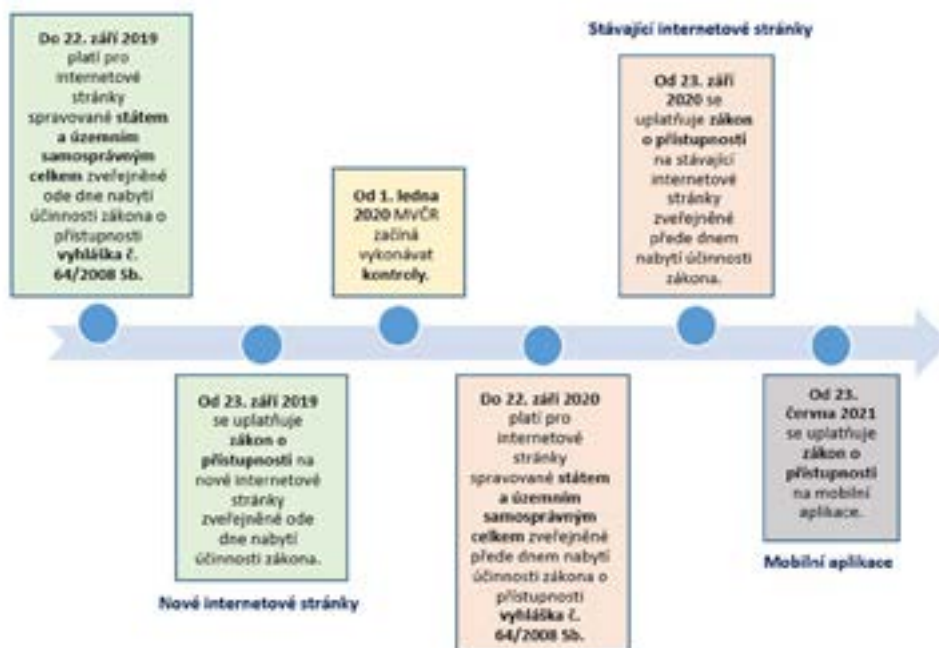 Do 22. září 2019
platí pro
internetové
stránky
spravované státem
a územním
samosprávným
celkem zveřejněné
ode dne nabytí
účinnosti zákona o
přístupnosti
vyhláška č.
64/2008 Sb.
Od 23. září 2019
se uplatňuje
zákon o
přístupnosti na
nové internetové
stránky
zveřejněné ode
dne nabytí
účinnosti zákona.
Nové internetové stránky
Od 1. ledna
2020 MVČR
začíná
vykonávat
kontroly.
Do 22. září 2020
platí pro
internetové
stránky
spravované státem
a územním
samosprávným
celkem zveřejněné
přede dnem nabytí
účinnosti zákona o
přístupnosti
vyhláška č.
64/2008 Sb.
Stávající internetové stránky
Od 23. září
2020 se
uplatňuje zákon
o přístupnosti
na stávající
internetové
stránky
zveřejněné
přede dnem
nabytí účinnosti
zákona.
Od 23.
června 2021
se uplatňuje
zákon o
přístupnosti
na mobilní
aplikace.
Mobilní aplikace